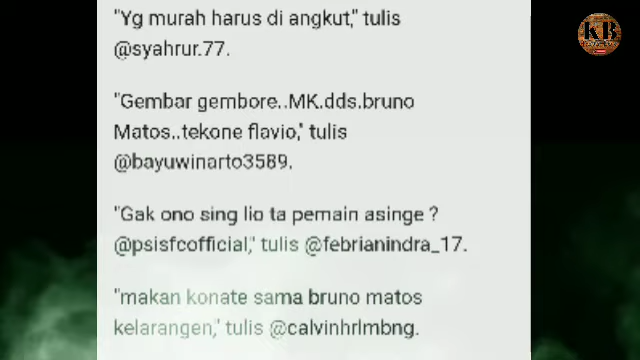 "Yg murah harus di angkut," tulis
@syahrur.77.
"Gembar gembore..MK.dds.bruno
Matos..tekone flavio,' tulis
@bayuwinarto3589.
"Gak ono sing lio ta pemain asinge ?
@psisfcofficial,' tulis @febrianindra_17.
"makan konate sama bruno matos
kelarangen,' tulis @calvinhrlmbng.
KB